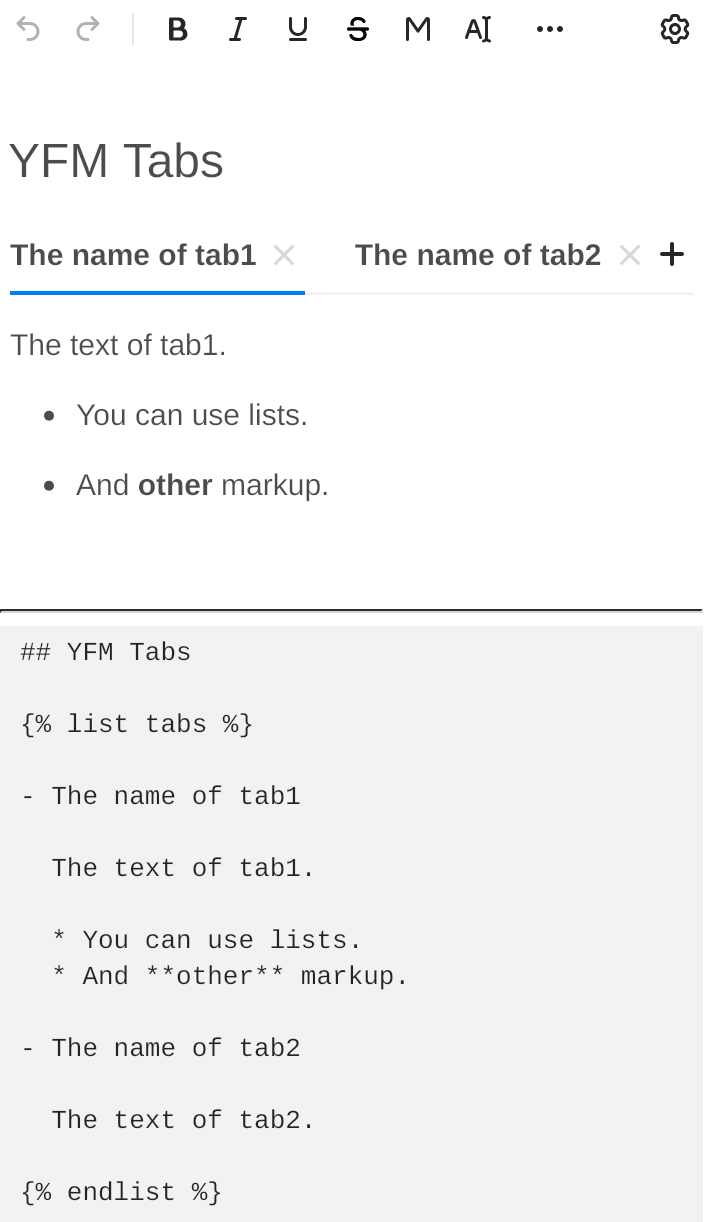 B I U S M AI ...
YFM Tabs
The name of tab1 The name of tab2
The text of tab1.
• You can use lists.
• And other markup.
## YFM Tabs
{% list tabs %}
- The name of tab1
The text of tab1.
* You can use lists.
* And **other** markup.
- The name of tab2
The text of tab2.
{% endlist %}